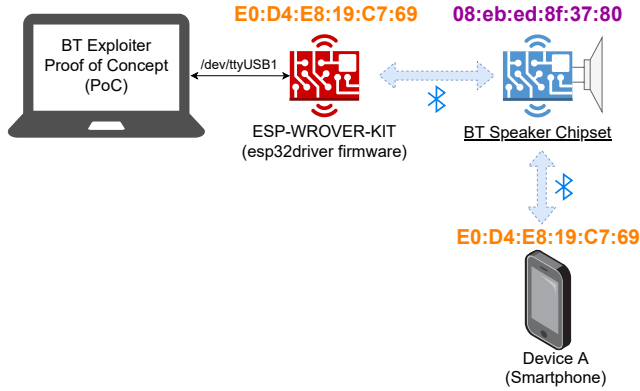 E0:D4:E8:19:C7:69
08:eb:ed:8f:37:80
BT Exploiter
Proof of Concept
(PoC)
/dev/ttyUSB1
ESP-WROVER-KIT
(esp32driver firmware)
BT Speaker Chipset
E0:D4:E8:19:C7:69
Device A
(Smartphone)